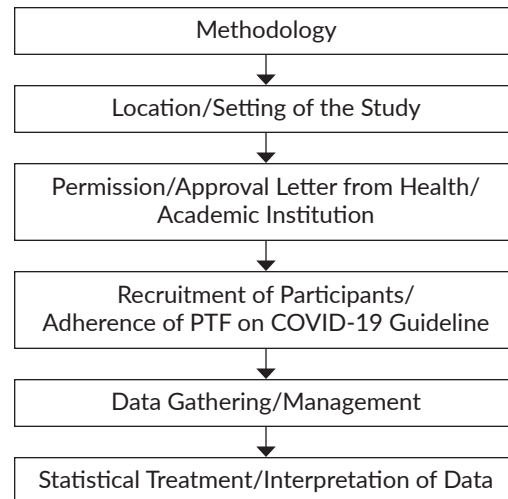 Methodology
Location/Setting of the Study
Permission/Approval Letter from Health/
Academic Institution
Recruitment of Participants/
Adherence of PTF on COVID-19 Guideline
Data Gathering/Management
Statistical Treatment/Interpretation of Data